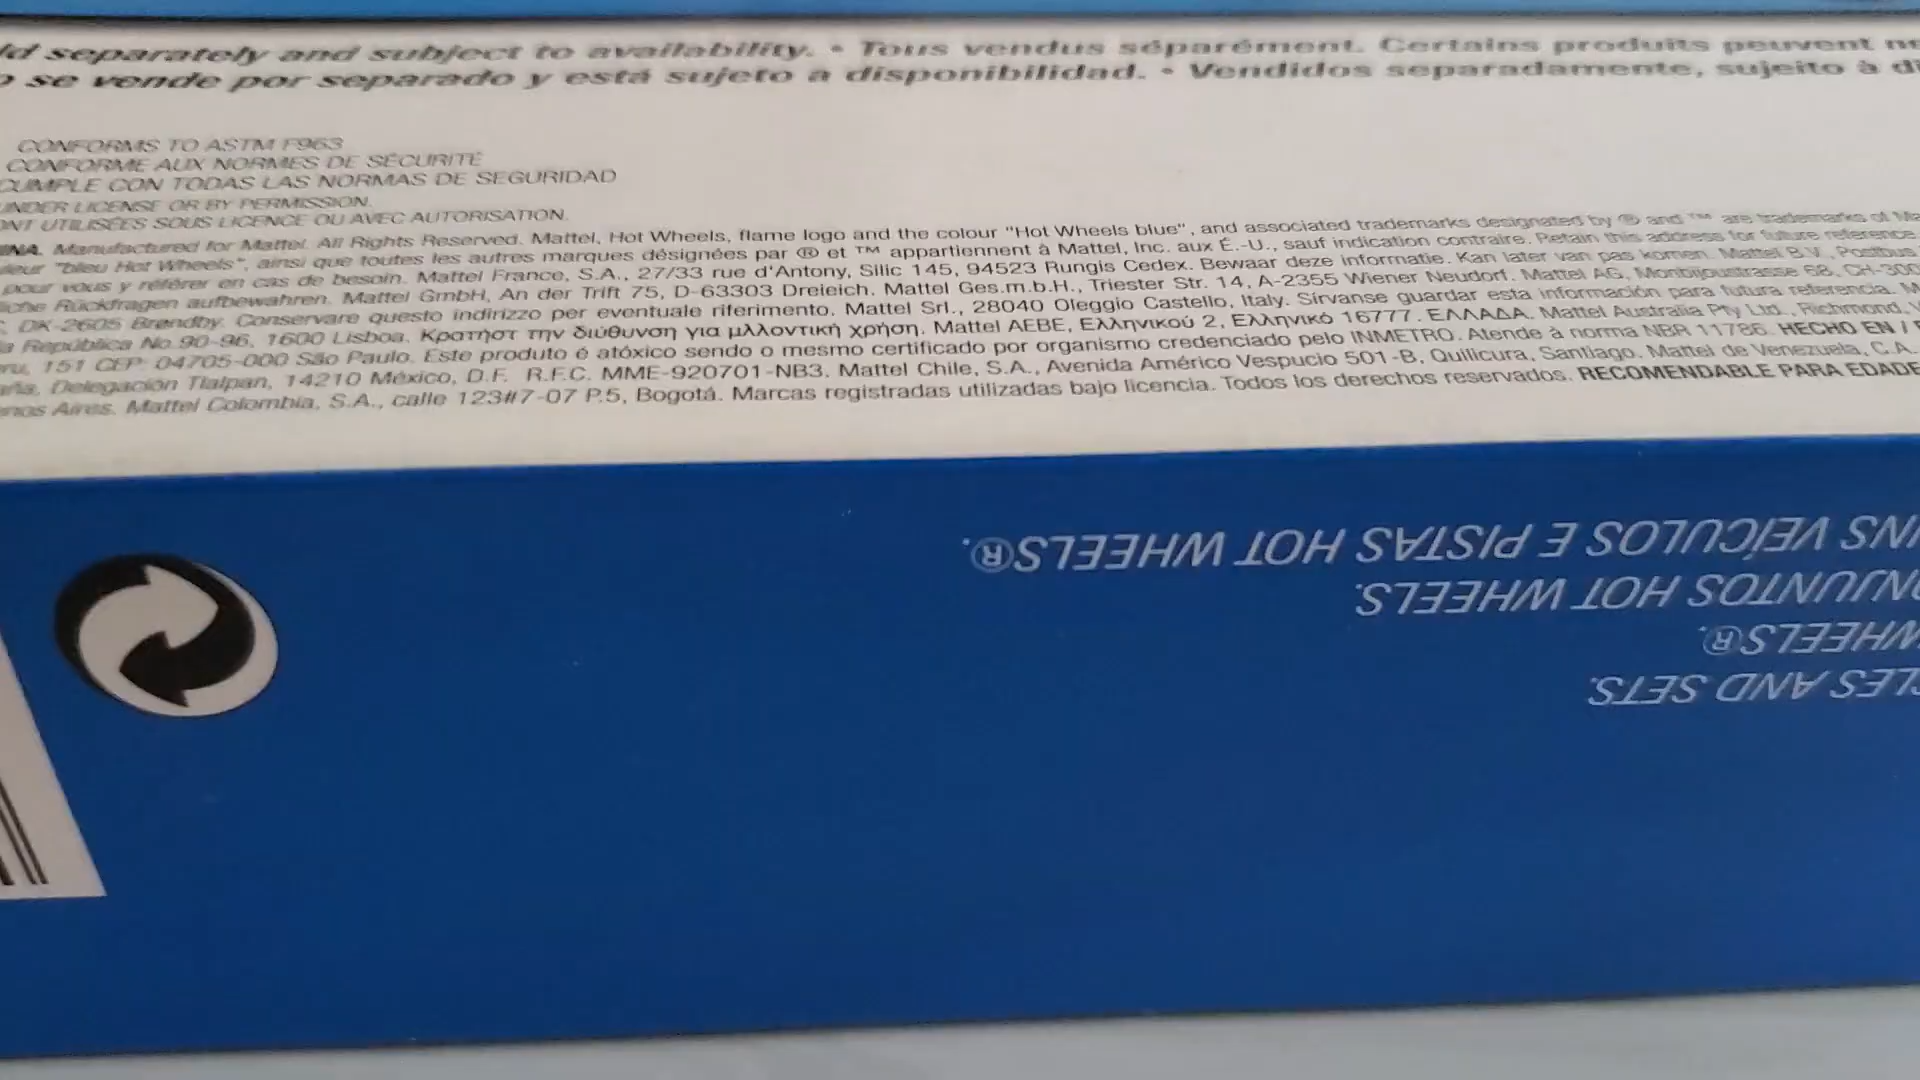 ld separately and subject to availability. • Tous vendus séparément. Certains produits peuvent ne
o se vende por separado y está sujeto a disponibilidad. • Vendidos separadamente, sujeito à di
CONFORMS TO ASTM F963
CONFORME AUX NORMES DE SÉCURITÉ
CUMPLE CON TODAS LAS NORMAS DE SEGURIDAD
UNDER LICENSE OR BY PERMISSION.
ONT UTILISÉES SOUS LICENCE OU AVEC AUTORISATION.
INA. Manufactured for Mattel. All Rights Reserved. Mattel, Hot Wheels, flame logo and the colour "Hot Wheels blue", and associated trademarks designated by ® and ™ are trademarks of Ma
leur "bleu Hot Wheels", ainsi que toutes les autres marques désignées par ® et ™ appartiennent à Mattel, Inc. aux É.-U., sauf indication contraire. Retain this address for future reference.
pour vous y référer en cas de besoin. Mattel France, S.A., 27/33 rue d'Antony, Silic 145, 94523 Rungis Cedex. Bewaar deze informatie. Kan later van pas komen. Mattel B.V., Postbus
iche Rückfragen aufbewahren. Mattel GmbH, An der Trift 75, D-63303 Dreieich. Mattel Ges.m.b.H., Triester Str. 14, A-2355 Wiener Neudorf. Mattel AG, Monbijoustrasse 68, CH-300
DK-2605 Brøndby. Conservare questo indirizzo per eventuale riferimento. Mattel Srl., 28040 Oleggio Castello, Italy. Sírvanse guardar esta información para futura referencia. M
a República No.90-96, 1600 Lisboa. Κρατήστ την διύθυνση για μλλοντική χρήση. Mattel AEBE, Ελληνικού 2, Ελληνικό 16777. ΕΛΛΑΔΑ. Mattel Australia Pty Ltd., Richmond, V
ru, 151 CEP: 04705-000 São Paulo. Este produto é atóxico sendo o mesmo certificado por organismo credenciado pelo INMETRO. Atende à norma NBR 11786. HECHO EN
aña, Delegación Tlalpan, 14210 México, D.F. R.F.C. MME-920701-NB3. Mattel Chile, S.A., Avenida Américo Vespucio 501-B, Quilicura, Santiago. Mattel de Venezuela, C.A.
enos Aires. Mattel Colombia, S.A., calle 123#7-07 P.5, Bogotá. Marcas registradas utilizadas bajo licencia. Todos los derechos reservados. RECOMENDABLE PARA EDADE
CLES AND SETS.
WHEELS®.
ONJUNTOS HOT WHEELS.
NS VEÍCULOS E PISTAS HOT WHEELS®.